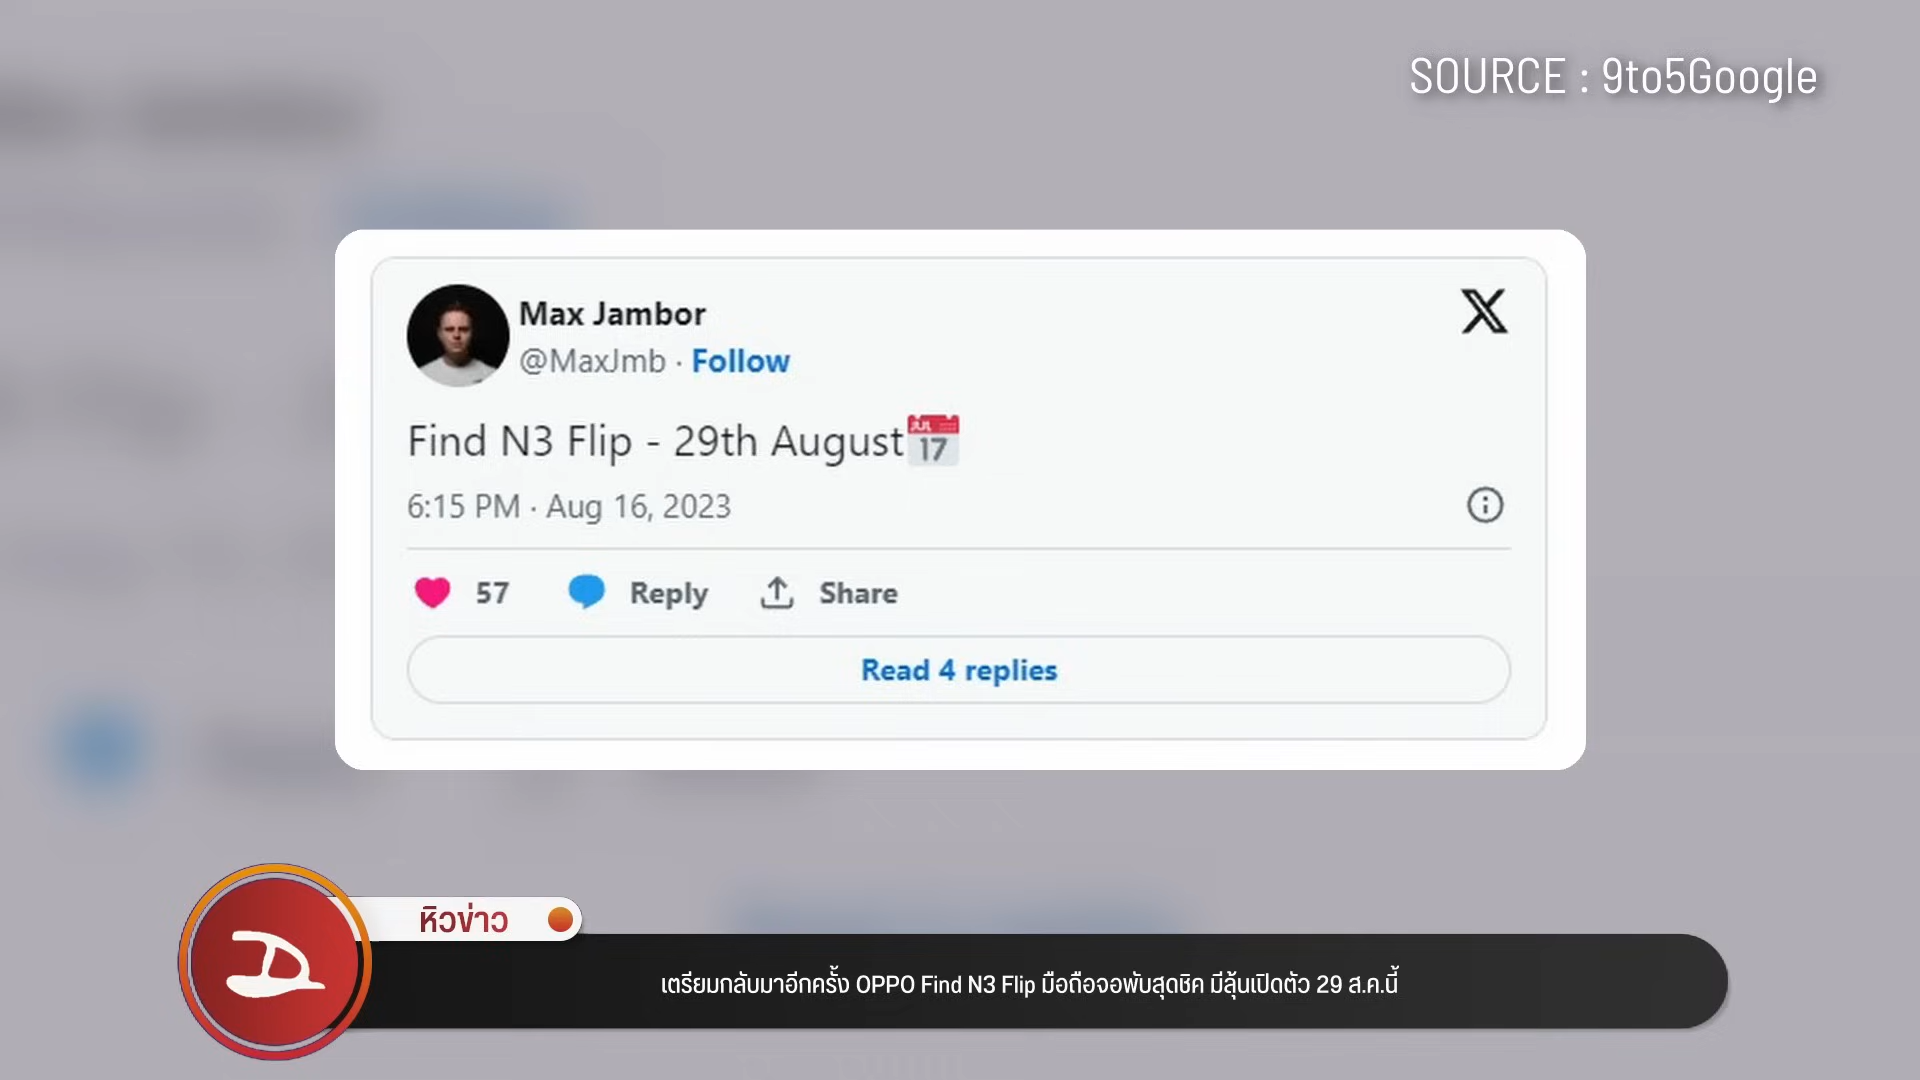 SOURCE : 9to5Google
Max Jambor
@MaxJmb · Follow
Find N3 Flip - 29th August📅
JUL
17
6:15 PM · Aug 16, 2023
57 Reply Share
Read 4 replies
หิวข่าว
เตรียมกลับมาอีกครั้ง OPPO Find N3 Flip มือถือจอพับสุดชิค มีลุ้นเปิดตัว 29 ส.ค.นี้